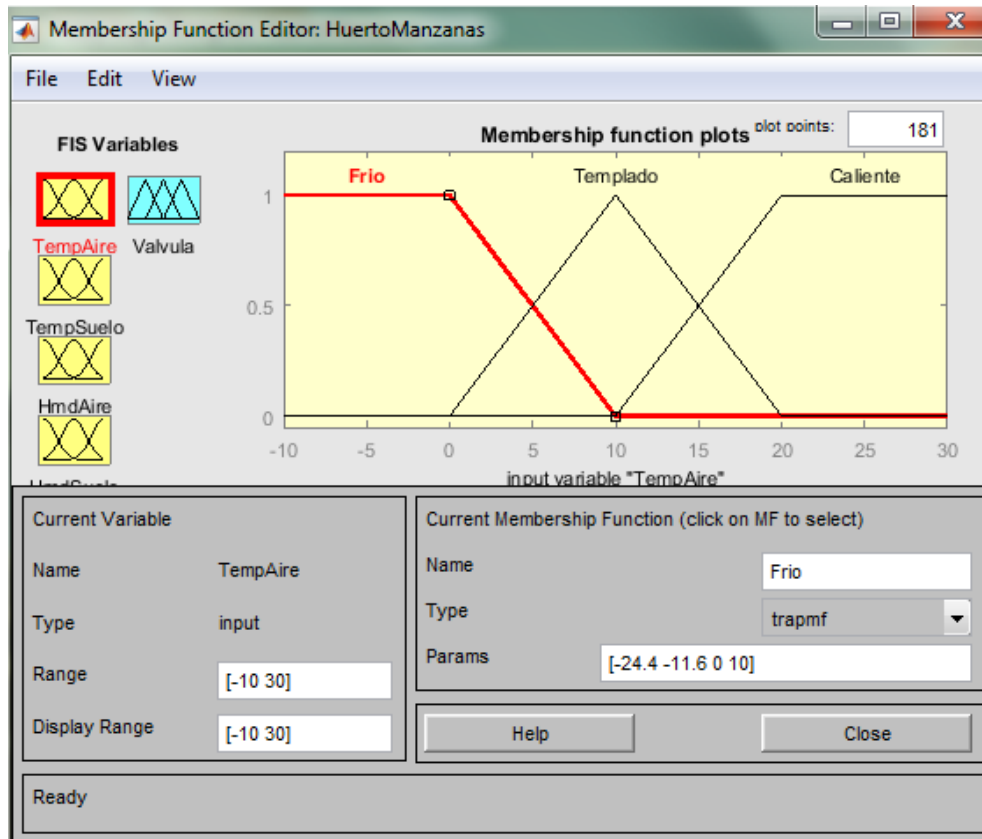 Membership Function Editor: HuertoManzanas
File Edit View
FIS Variables
Membership function plots plot points: 181
TempAire Valvula
TempSuelo
HmdAire
HmdSuelo
Frio Templado Caliente
1
0.5
0
-10 -5 0 5 10 15 20 25 30
input variable "TempAire"
Current Variable
Name TempAire
Type input
Range [-10 30]
Display Range [-10 30]
Current Membership Function (click on MF to select)
Name Frio
Type trapmf
Params [-24.4 -11.6 0 10]
Help Close
Ready